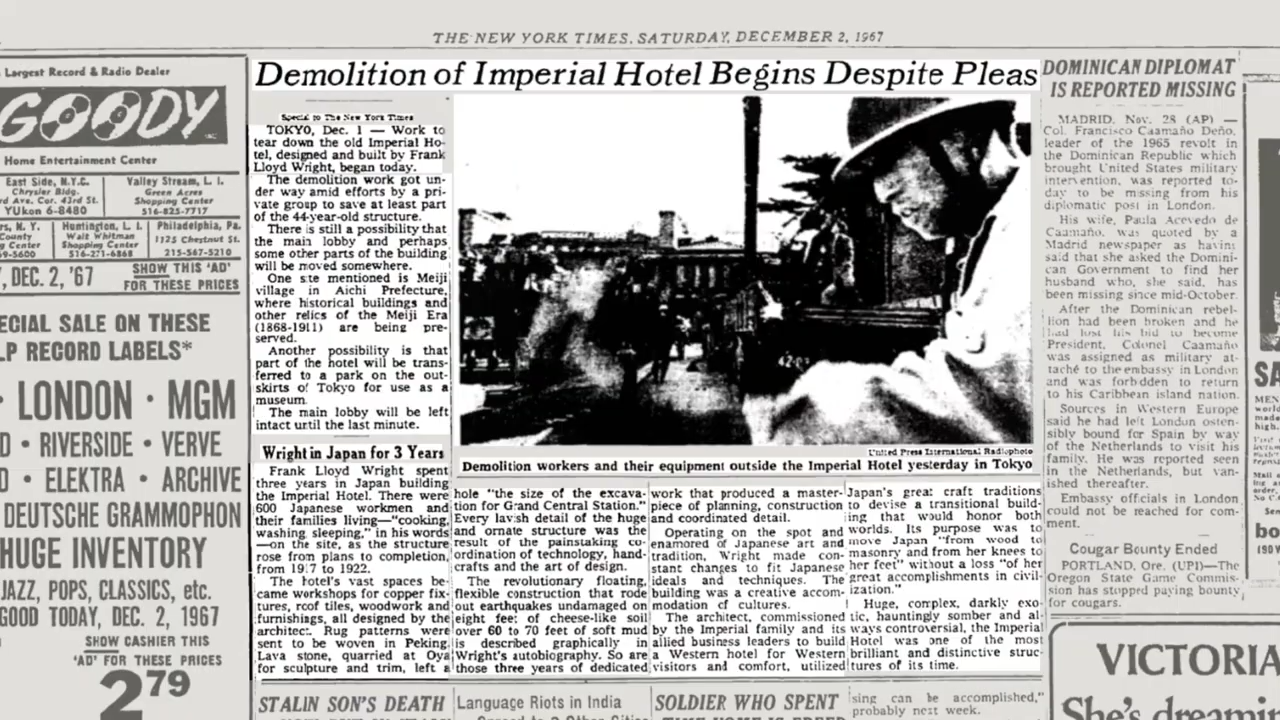 THE NEW YORK TIMES, SATURDAY, DECEMBER 2, 1967
Largest Record & Radio Dealer
GOODY
Home Entertainment Center
East Side, N.Y.C.
Chrysler Bldg.
rd Ave. Cor. 43rd St.
YUkon 6-8480
Valley Stream, L. I.
Green Acres
Shopping Center
516-825-7717
rs, N. Y.
County
g Center
59-5600
Huntington, L. I.
Walt Whitman
Shopping Center
516-271-6868
Philadelphia, Pa.
1125 Chestnut St.
215-567-5210
, DEC. 2, '67
SHOW THIS 'AD'
FOR THESE PRICES
ECIAL SALE ON THESE
LP RECORD LABELS*
• LONDON • MGM
D • RIVERSIDE • VERVE
D • ELEKTRA • ARCHIVE
DEUTSCHE GRAMMOPHON
HUGE INVENTORY
JAZZ, POPS, CLASSICS, etc.
GOOD TODAY, DEC. 2, 1967
SHOW CASHIER THIS
'AD' FOR THESE PRICES
2 79
Demolition of Imperial Hotel Begins Despite Pleas
Special to The New York Times
TOKYO, Dec. 1 — Work to
tear down the old Imperial Ho-
tel, designed and built by Frank
Lloyd Wright, began today.
The demolition work got un-
der way amid efforts by a pri-
vate group to save at least part
of the 44-year-old structure.
There is still a possibility that
the main lobby and perhaps
some other parts of the building
will be moved somewhere.
One site mentioned is Meiji
village in Aichi Prefecture,
where historical buildings and
other relics of the Meiji Era
(1868-1911) are being pre-
served.
Another possibility is that
part of the hotel will be trans-
ferred to a park on the out-
skirts of Tokyo for use as a
museum.
The main lobby will be left
intact until the last minute.
United Press International Radiophoto
Demolition workers and their equipment outside the Imperial Hotel yesterday in Tokyo
Wright in Japan for 3 Years
Frank Lloyd Wright spent
three years in Japan building
the Imperial Hotel. There were
600 Japanese workmen and
their families living—"cooking,
washing, sleeping," in his words
—on the site, as the structure
rose from plans to completion,
from 1917 to 1922.
The hotel's vast spaces be-
came workshops for copper fix-
tures, roof tiles, woodwork and
furnishings, all designed by the
architect. Rug patterns were
sent to be woven in Peking.
Lava stone, quarried at Oya
for sculpture and trim, left a
hole "the size of the excava-
tion for Grand Central Station."
Every lavish detail of the huge
and ornate structure was the
result of the painstaking co-
ordination of technology, hand-
crafts and the art of design.
The revolutionary floating,
flexible construction that rode
out earthquakes undamaged on
eight feet of cheese-like soil
over 60 to 70 feet of soft mud
is described graphically in
Wright's autobiography. So are
those three years of dedicated
work that produced a master-
piece of planning, construction
and coordinated detail.
Operating on the spot and
enamored of Japanese art and
tradition, Wright made con-
stant changes to fit Japanese
ideals and techniques. The
building was a creative accom-
modation of cultures.
The architect, commissioned
by the Imperial family and its
allied business leaders to build
a Western hotel for Western
visitors and comfort, utilized
Japan's great craft traditions
to devise a transitional build-
ing that would honor both
worlds. Its purpose was to
move Japan "from wood to
masonry and from her knees to
her feet" without a loss "of her
great accomplishments in civil-
ization."
Huge, complex, darkly exo-
tic, hauntingly somber and al-
ways controversial, the Imperial
Hotel was one of the most
brilliant and distinctive struc-
tures of its time.
DOMINICAN DIPLOMAT
IS REPORTED MISSING
MADRID, Nov. 28 (AP) —
Col. Francisco Caamaño Deño,
leader of the 1965 revolt in
the Dominican Republic which
brought United States military
intervention, was reported to-
day to be missing from his
diplomatic post in London.
His wife, Paula Acevedo de
Caamaño, was quoted by a
Madrid newspaper as having
said that she asked the Domini-
can Government to find her
husband who, she said, has
been missing since mid-October.
After the Dominican rebel-
lion had been broken and he
had lost his bid to become
President, Colonel Caamaño
was assigned as military at-
taché to the embassy in London
and was forbidden to return
to his Caribbean island nation.
Sources in Western Europe
said he had left London osten-
sibly bound for Spain by way
of the Netherlands to visit his
family. He was reported seen
in the Netherlands, but van-
ished thereafter.
Embassy officials in London
could not be reached for com-
ment.
Cougar Bounty Ended
PORTLAND, Ore. (UPI)—The
Oregon State Game Commis-
sion has stopped paying bounty
for cougars.
STALIN SON'S DEATH
Language Riots in India
SOLDIER WHO SPENT
sing can be accomplished,"
probably next week.
VICTORIA
She's dreami